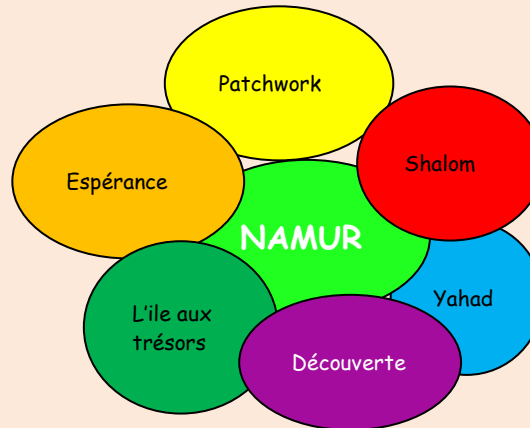 Patchwork
Shalom
Espérance
NAMUR
Yahad
L'ile aux
trésors
Découverte